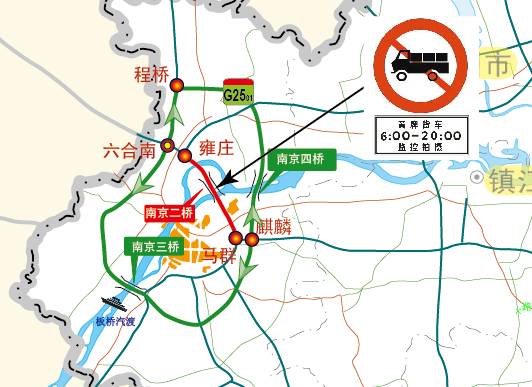 市
程桥
G2501
黄牌货车
6:00-20:00
监控拍摄
六合南
雍庄
南京四桥
镇江
南京二桥
麒麟
南京三桥
马群
板桥汽渡